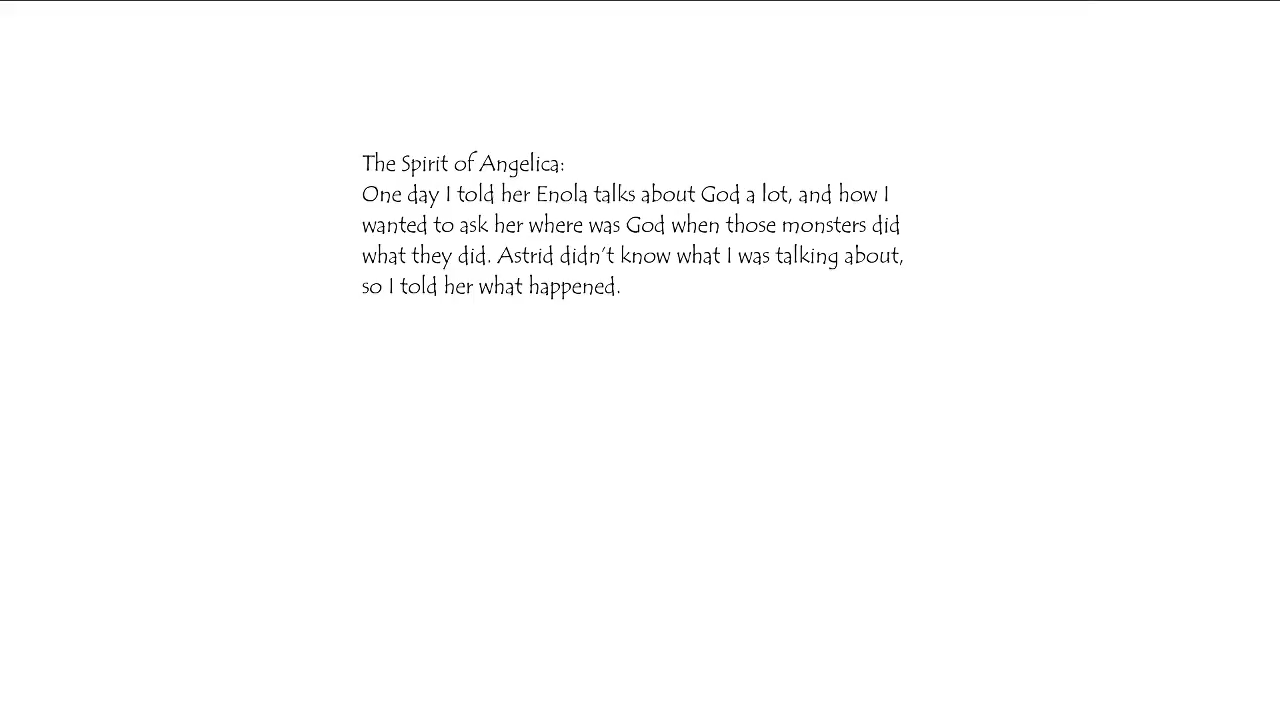 The Spirit of Angelica:
One day I told her Enola talks about God a lot, and how I
wanted to ask her where was God when those monsters did
what they did. Astrid didn't know what I was talking about,
so I told her what happened.